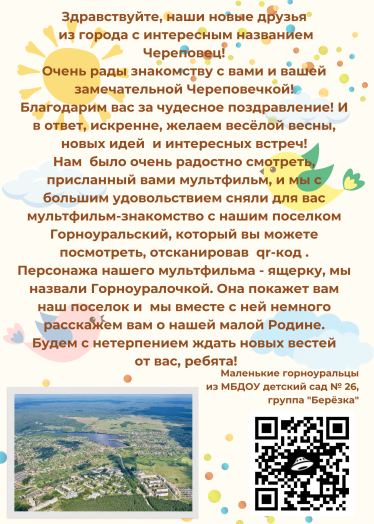 Здравствуйте, наши новые друзья
из города с интересным названием
Череповец!
Очень рады знакомству с вами и вашей
замечательной Череповечкой!
Благодарим вас за чудесное поздравление! И
в ответ, искренне, желаем весёлой весны,
новых идей и интересных встреч!
Нам было очень радостно смотреть,
присланный вами мультфильм, и мы с
большим удовольствием сняли для вас
мультфильм-знакомство с нашим поселком
Горноуральский, который вы можете
посмотреть, отсканировав qr-код .
Персонажа нашего мультфильма - ящерку, мы
назвали Горноуралочкой. Она покажет вам
наш поселок и мы вместе с ней немного
расскажем вам о нашей малой Родине.
Будем с нетерпением ждать новых вестей
от вас, ребята!
Маленькие горноуральцы
из МБДОУ детский сад № 26,
группа "Берёзка"